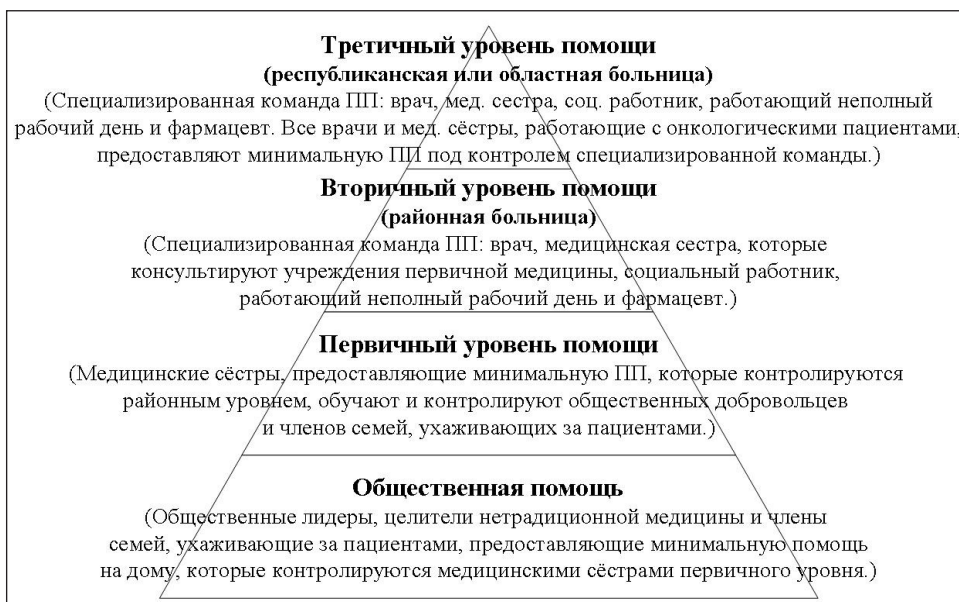 Третичный уровень помощи
(республиканская или областная больница)
(Специализированная команда ПП: врач, мед. сестра, соц. работник, работающий неполный
рабочий день и фармацевт. Все врачи и мед. сёстры, работающие с онкологическими пациентами,
предоставляют минимальную ПП под контролем специализированной команды.)
Вторичный уровень помощи
(районная больница)
(Специализированная команда ПП: врач, медицинская сестра, которые
консультируют учреждения первичной медицины, социальный работник,
работающий неполный рабочий день и фармацевт.)
Первичный уровень помощи
(Медицинские сёстры, предоставляющие минимальную ПП, которые контролируются
районным уровнем, обучают и контролируют общественных добровольцев
и членов семей, ухаживающих за пациентами.)
Общественная помощь
(Общественные лидеры, целители нетрадиционной медицины и члены
семей, ухаживающие за пациентами, предоставляющие минимальную помощь
на дому, которые контролируются медицинскими сёстрами первичного уровня.)